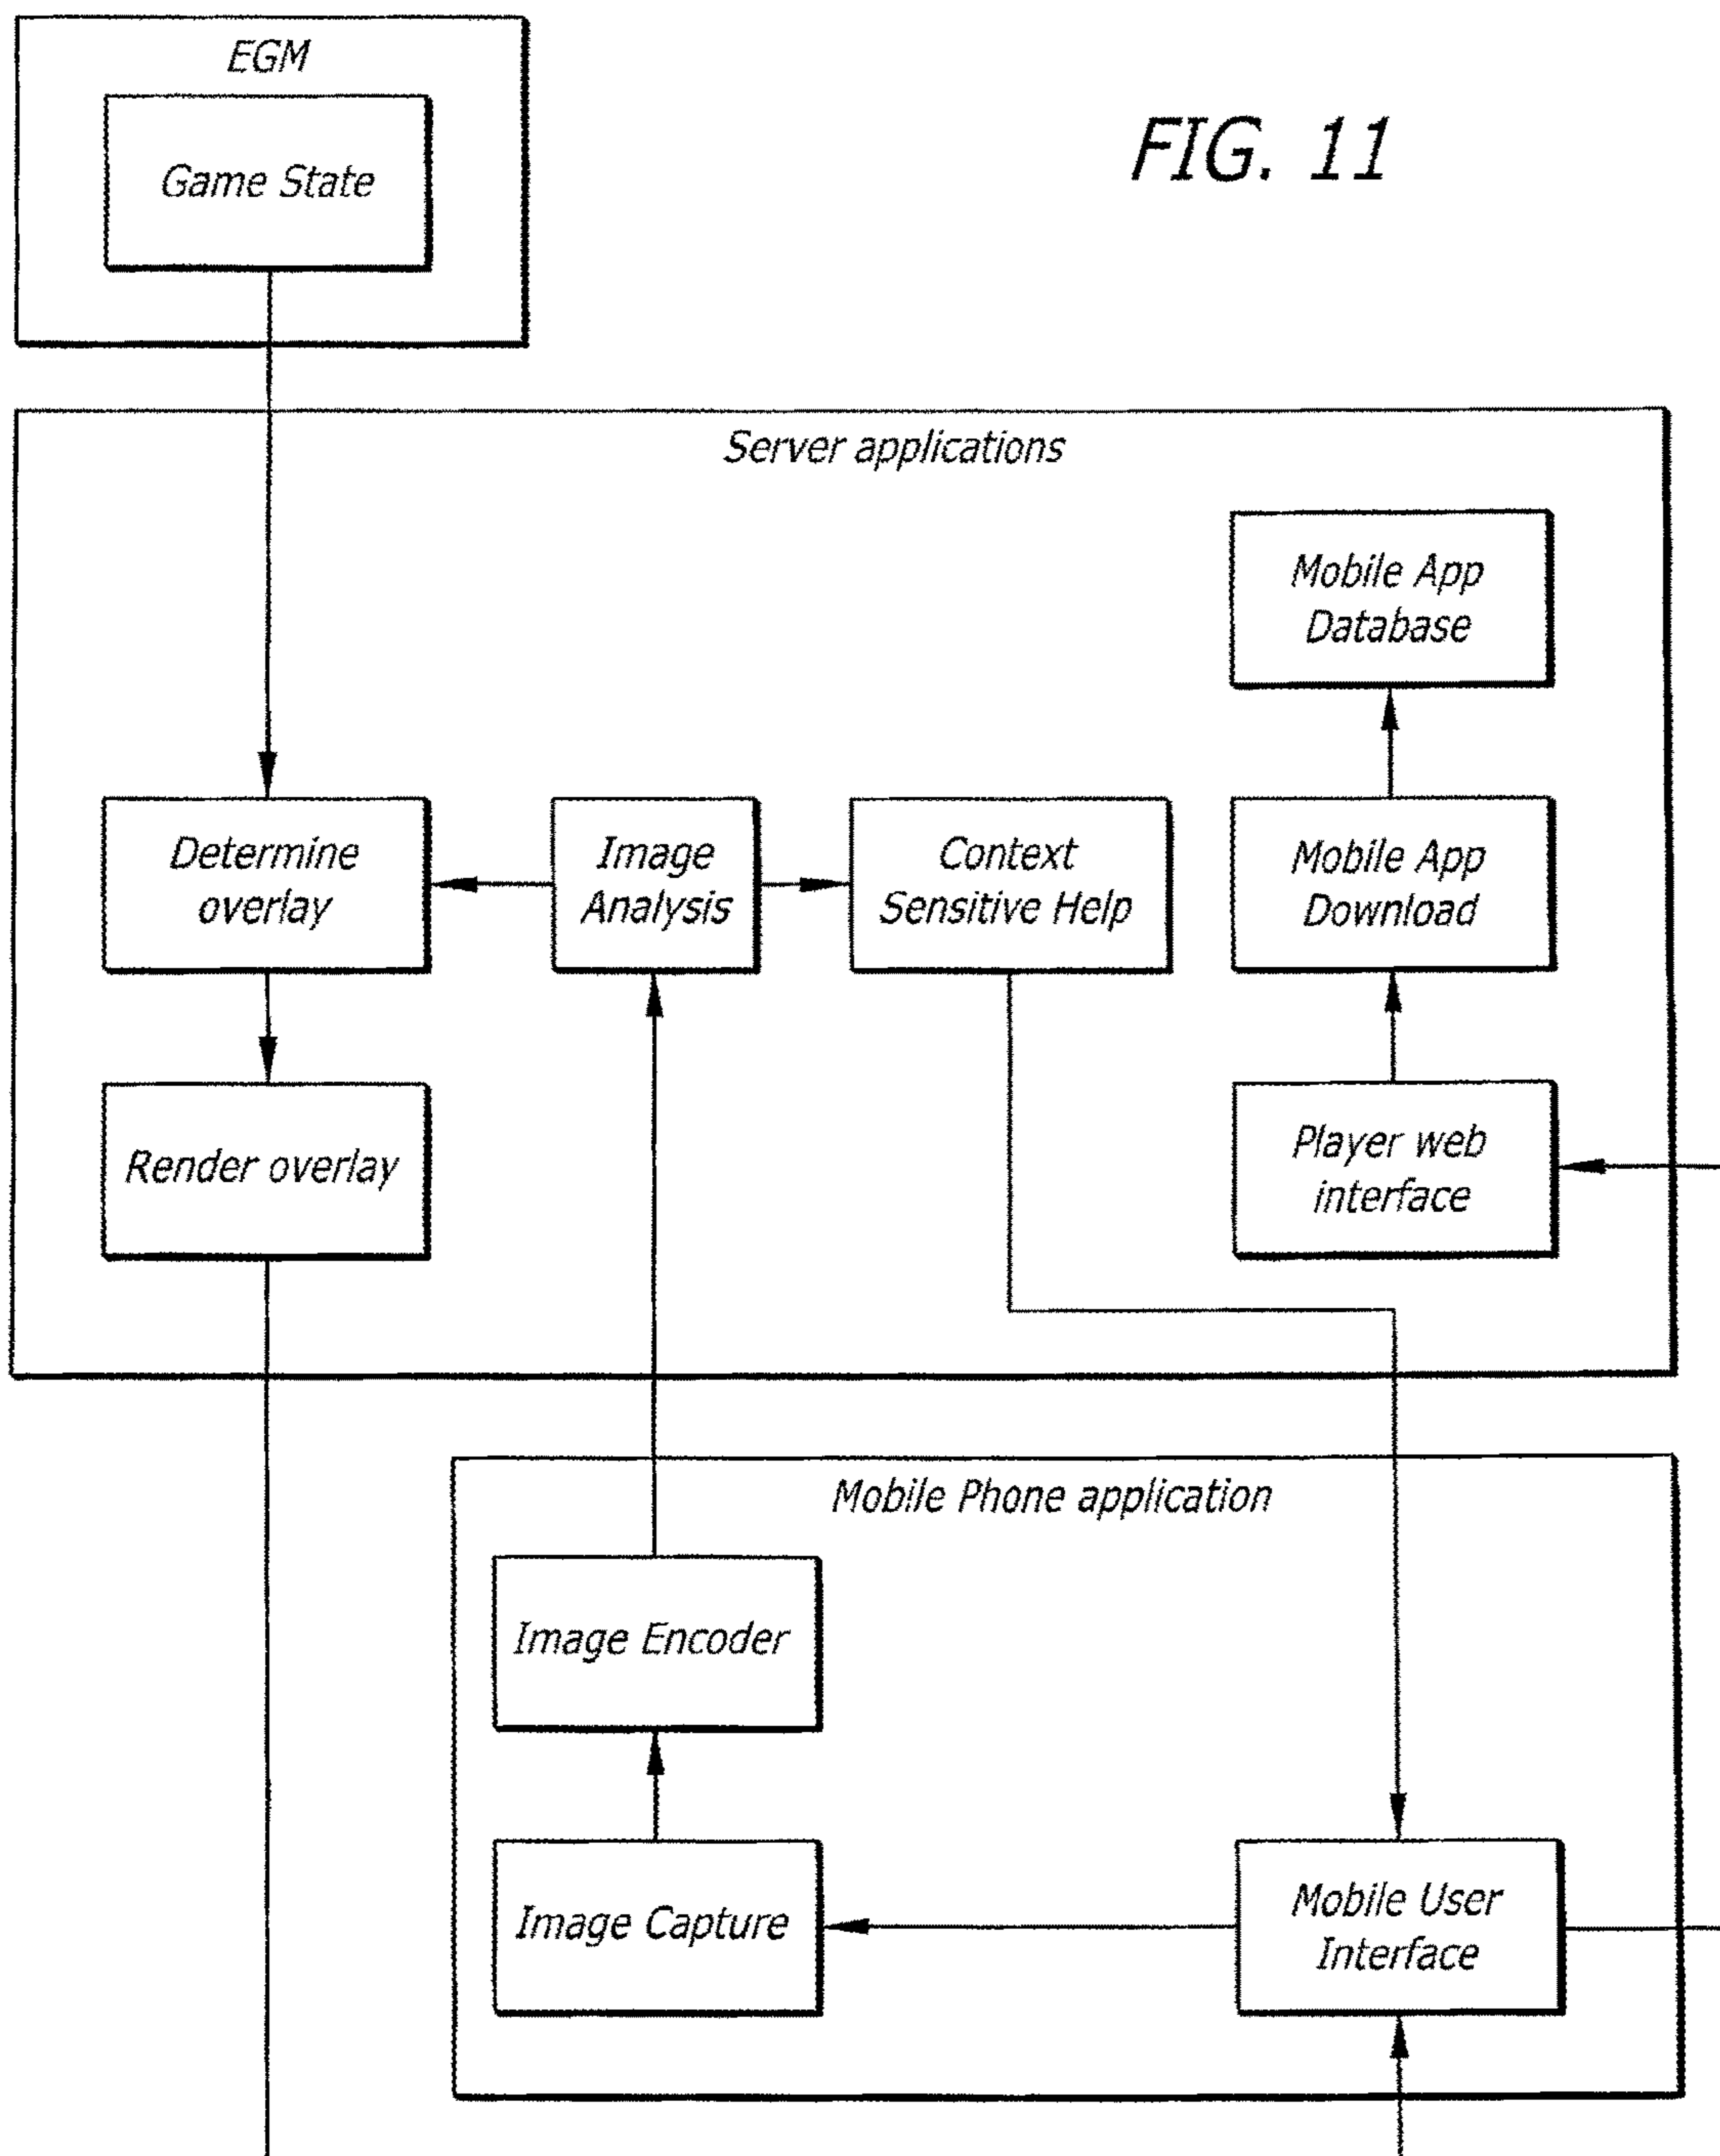 EGM
Game State
FIG. 11
Server applications
Mobile App
Database
Determine
overlay
Image
Analysis
Context
Sensitive Help
Mobile App
Download
Render overlay
Player web
interface
Mobile Phone application
Image Encoder
Image Capture
Mobile User
Interface